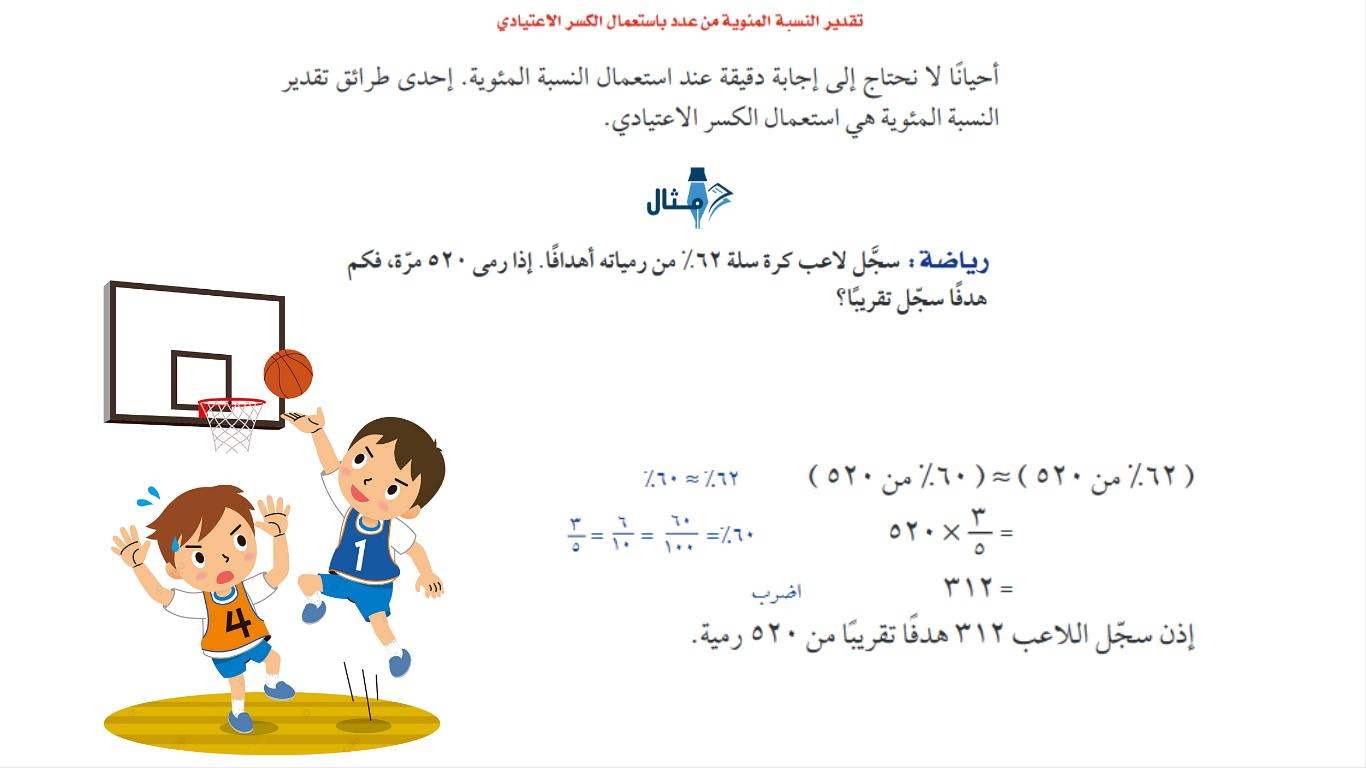 تقدير النسبة المئوية من عدد باستعمال الكسر الاعتيادي
أحيانًا لا نحتاج إلى إجابة دقيقة عند استعمال النسبة المئوية. إحدى طرائق تقدير
النسبة المئوية هي استعمال الكسر الاعتيادي.
مثال
رياضة: سجَّل لاعب كرة سلة ٦٢٪ من رمياته أهدافًا. إذا رمى ٥٢٠ مرّة، فكم
هدفًا سجّل تقريبًا؟
( ٦٢٪ من ٥٢٠ ) ≈ ( ٦٠٪ من ٥٢٠ ) ٦٢٪ ≈ ٦٠٪
= ٣/٥ × ٥٢٠ ٦٠٪ = ٦٠/١٠٠ = ٦/١٠ = ٣/٥
= ٣١٢ اضرب
إذن سجّل اللاعب ٣١٢ هدفًا تقريبًا من ٥٢٠ رمية.
1
4